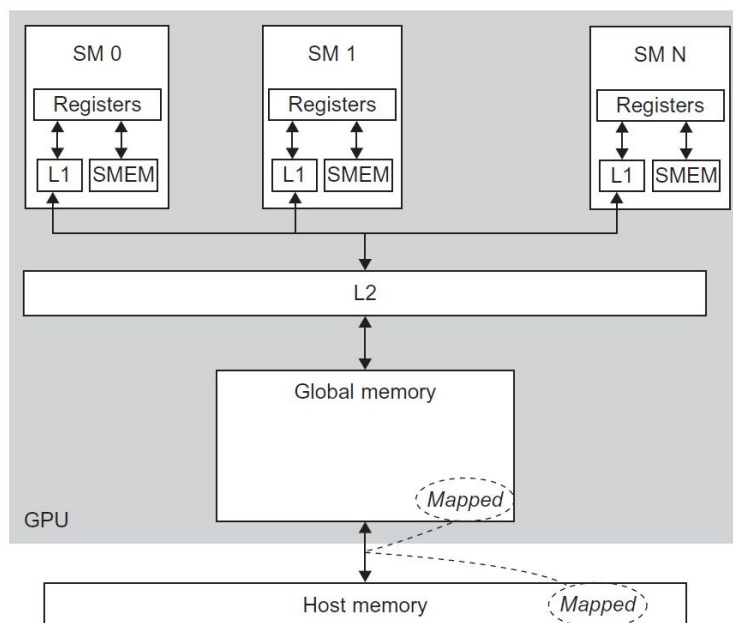 SM 0
SM 1
SM N
Registers
Registers
Registers
L1
SMEM
L1
SMEM
L1
SMEM
L2
Global memory
Mapped
GPU
Host memory
Mapped